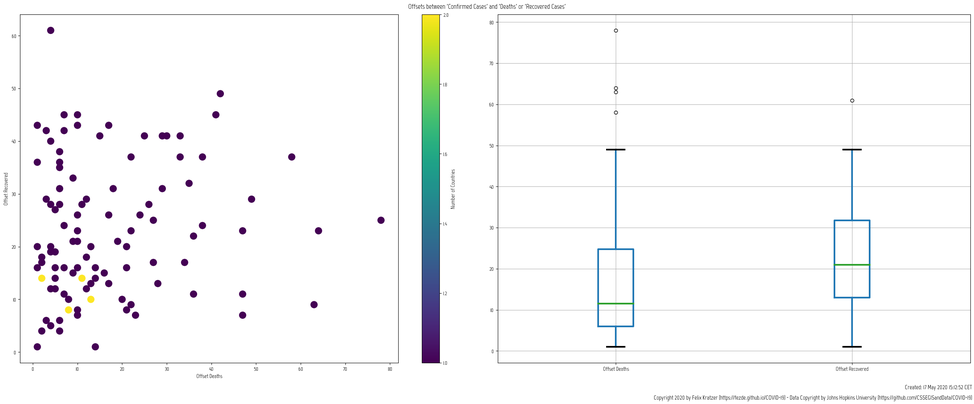 Offsets between 'Confirmed Cases' and 'Deaths' or 'Recovered Cases'
60
50
40
30
20
10
0
Offset Recovered
0 10 20 30 40 50 60 70 80
Offset Deaths
2.0
1.8
1.6
1.4
1.2
1.0
Number of Countries
80
70
60
50
40
30
20
10
0
Offset Deaths Offset Recovered
Created: 17 May 2020 15:12:52 CET
Copyright 2020 by Felix Kratzer (https://fezde.github.io/COVID-19) - Data Copyright by Johns Hopkins University (https://github.com/CSSEGISandData/COVID-19)